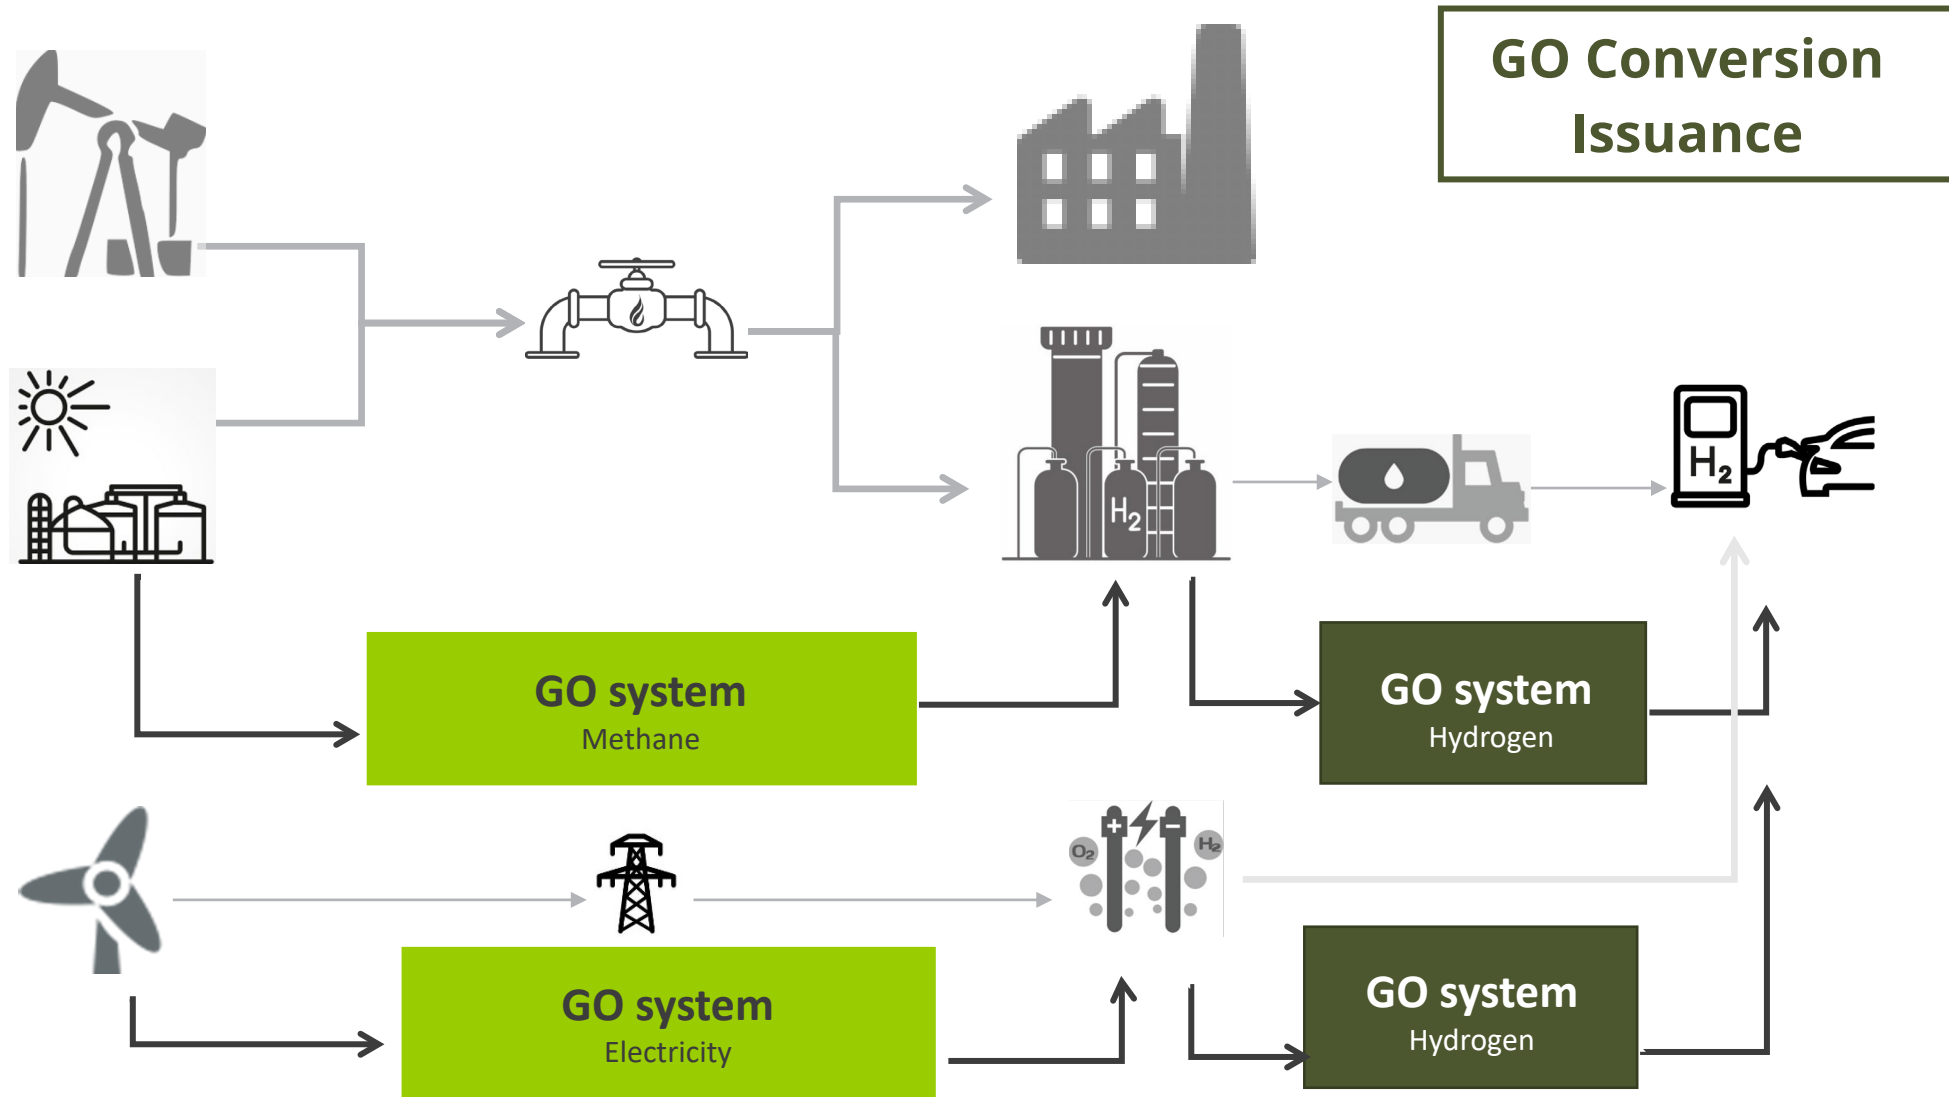 GO Conversion
Issuance
H2
H2
GO system
Methane
GO system
Hydrogen
+
−
O2
H2
GO system
Electricity
GO system
Hydrogen